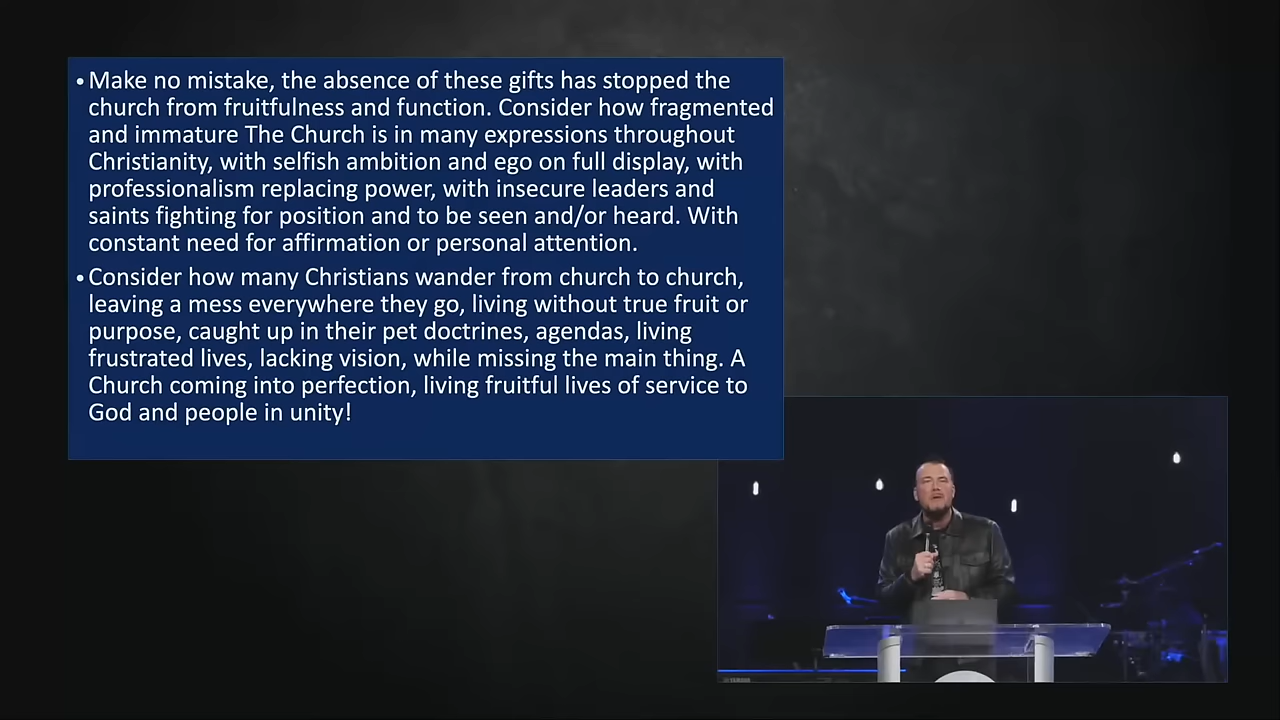 • Make no mistake, the absence of these gifts has stopped the
church from fruitfulness and function. Consider how fragmented
and immature The Church is in many expressions throughout
Christianity, with selfish ambition and ego on full display, with
professionalism replacing power, with insecure leaders and
saints fighting for position and to be seen and/or heard. With
constant need for affirmation or personal attention.
• Consider how many Christians wander from church to church,
leaving a mess everywhere they go, living without true fruit or
purpose, caught up in their pet doctrines, agendas, living
frustrated lives, lacking vision, while missing the main thing. A
Church coming into perfection, living fruitful lives of service to
God and people in unity!